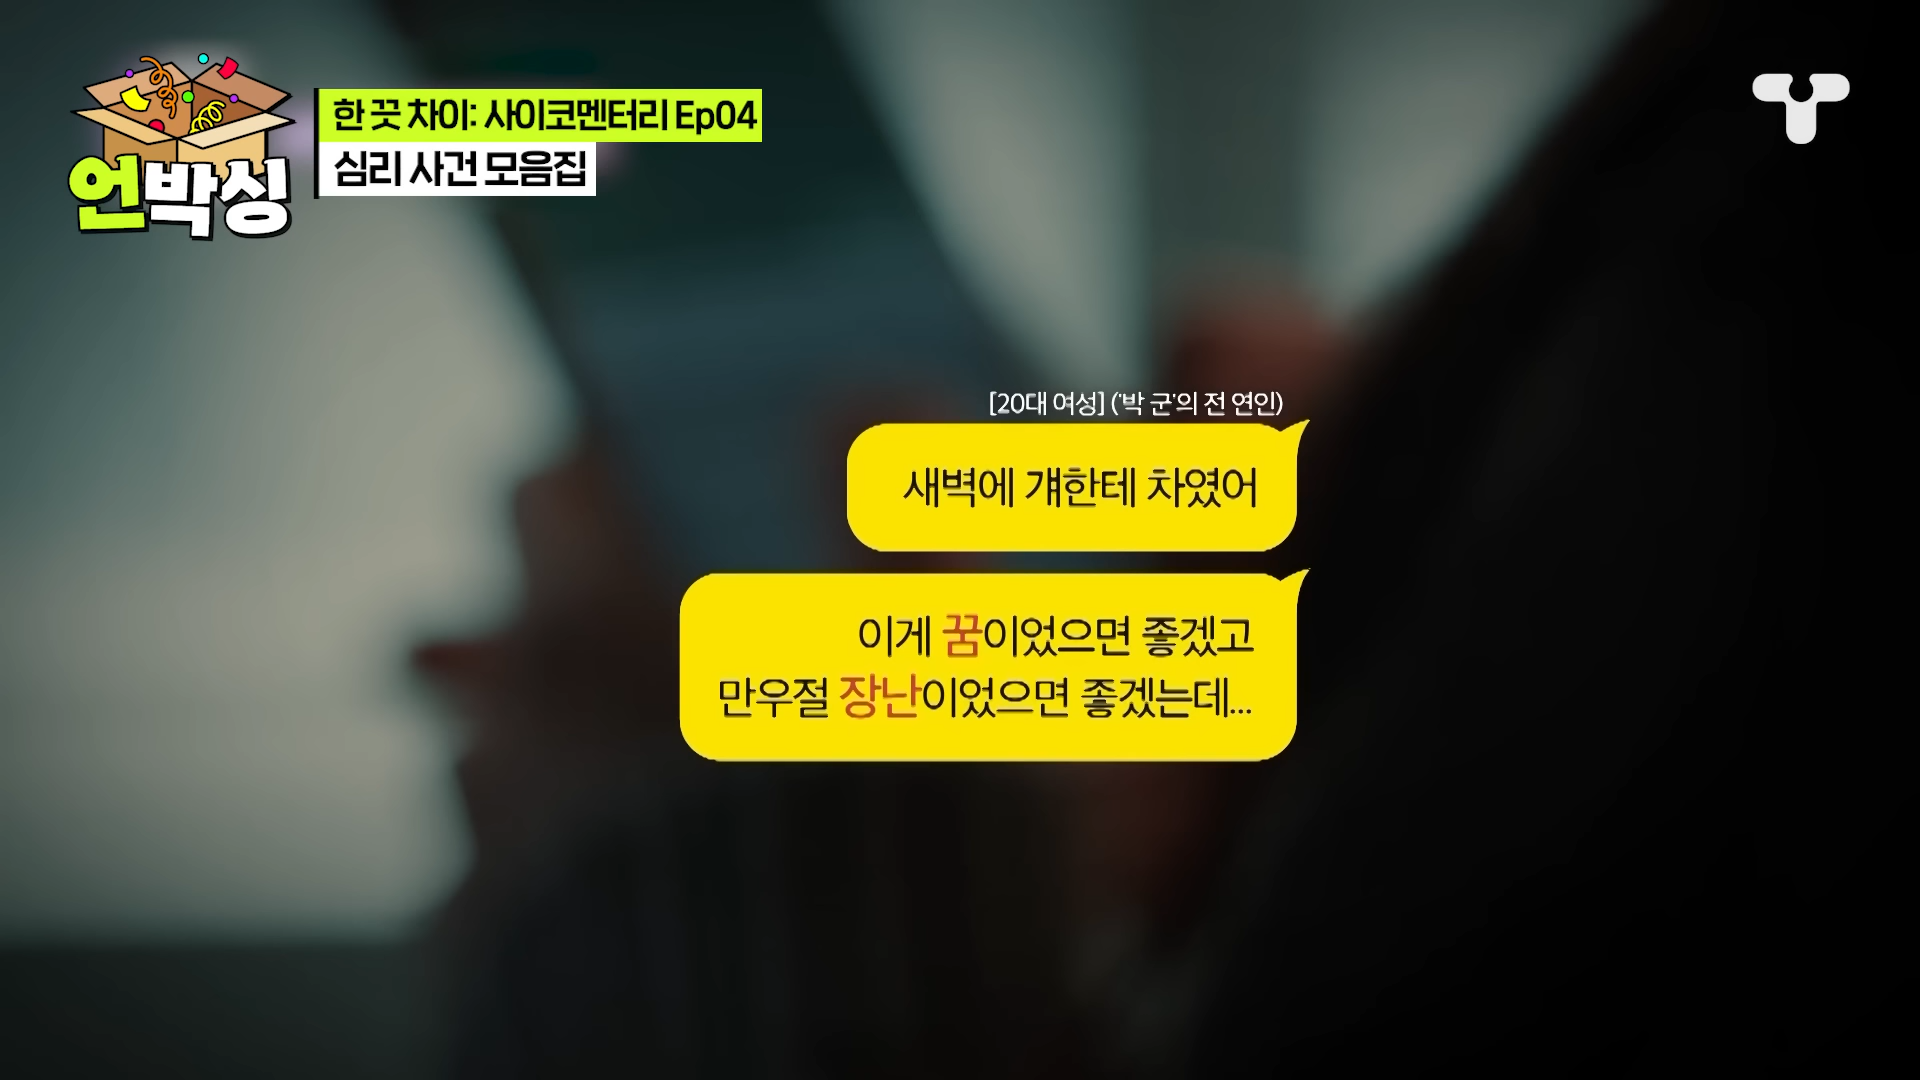 언박싱
한 끗 차이: 사이코멘터리 Ep04
심리 사건 모음집
[20대 여성] ('박 군'의 전 연인)
새벽에 걔한테 차였어
이게 꿈이었으면 좋겠고
만우절 장난이었으면 좋겠는데...